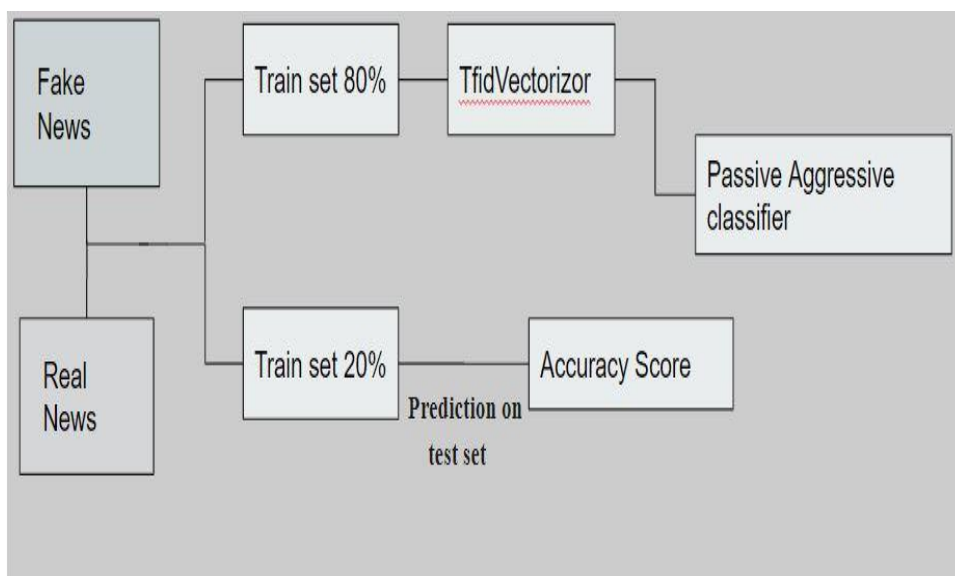 Fake
News
Train set 80%
TfidVectorizor
Passive Aggressive
classifier
Real
News
Train set 20%
Prediction on
test set
Accuracy Score